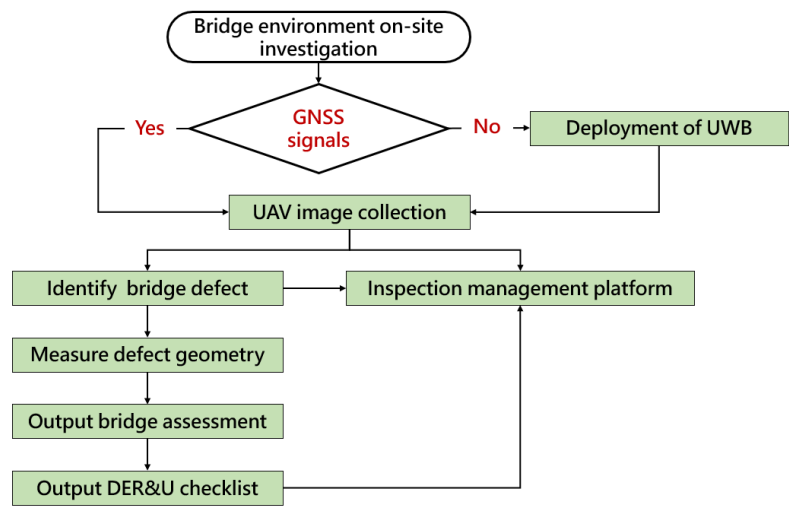 Bridge environment on-site
investigation
GNSS
signals
Yes
No
Deployment of UWB
UAV image collection
Identify bridge defect
Inspection management platform
Measure defect geometry
Output bridge assessment
Output DER&U checklist